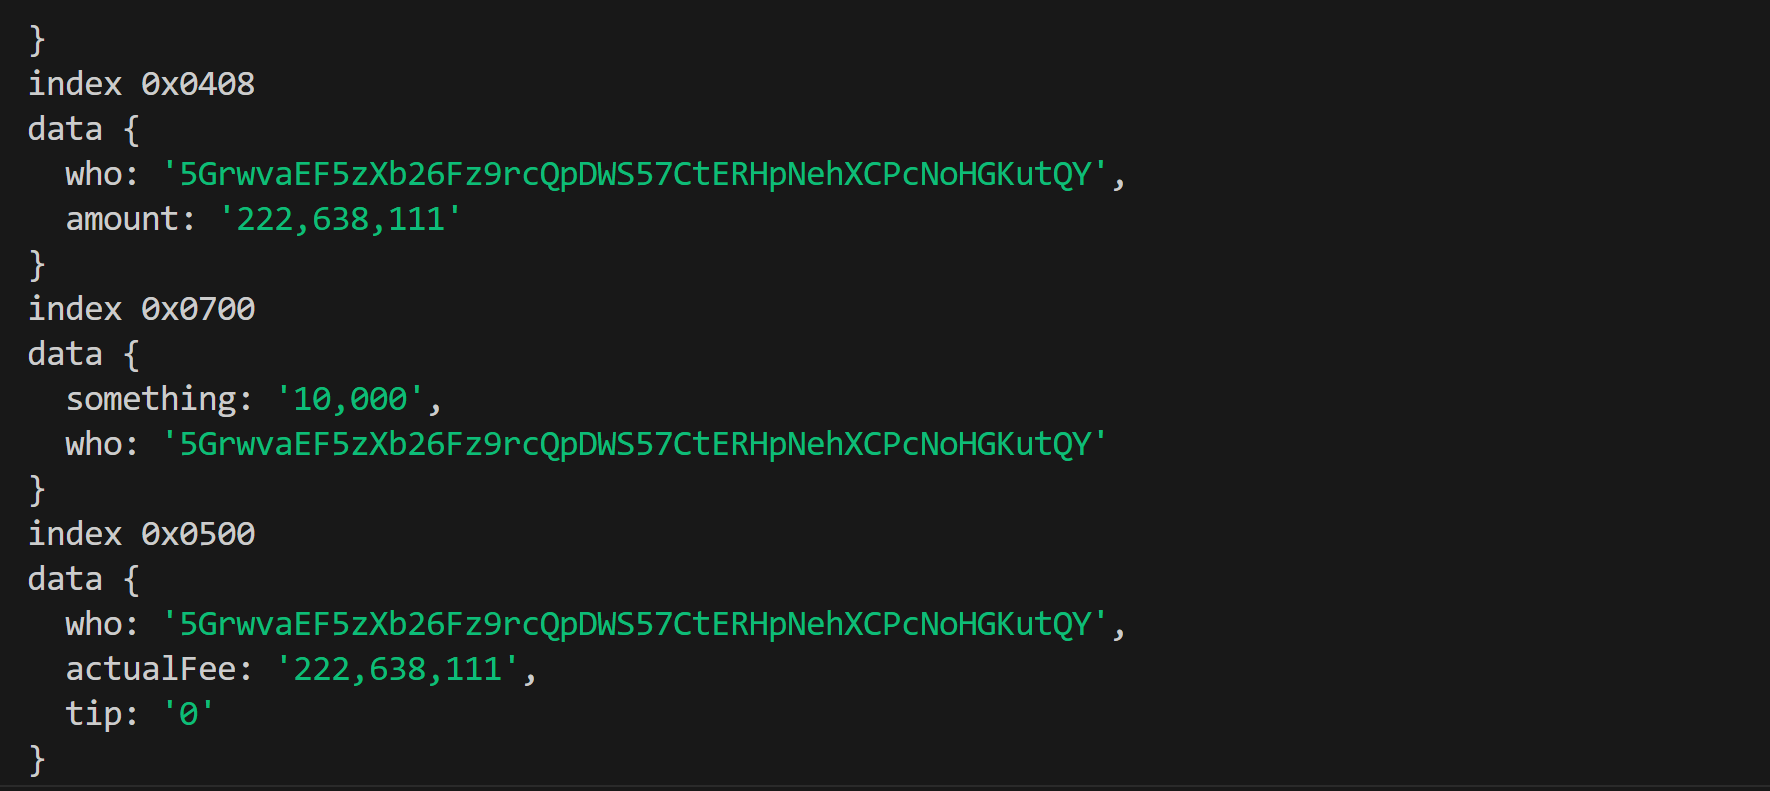 }
index 0x0408
data {
  who: '5GrwvaEF5zXb26Fz9rcQpDWS57CtERHpNehXCPcNoHGKutQY',
  amount: '222,638,111'
}
index 0x0700
data {
  something: '10,000',
  who: '5GrwvaEF5zXb26Fz9rcQpDWS57CtERHpNehXCPcNoHGKutQY'
}
index 0x0500
data {
  who: '5GrwvaEF5zXb26Fz9rcQpDWS57CtERHpNehXCPcNoHGKutQY',
  actualFee: '222,638,111',
  tip: '0'
}